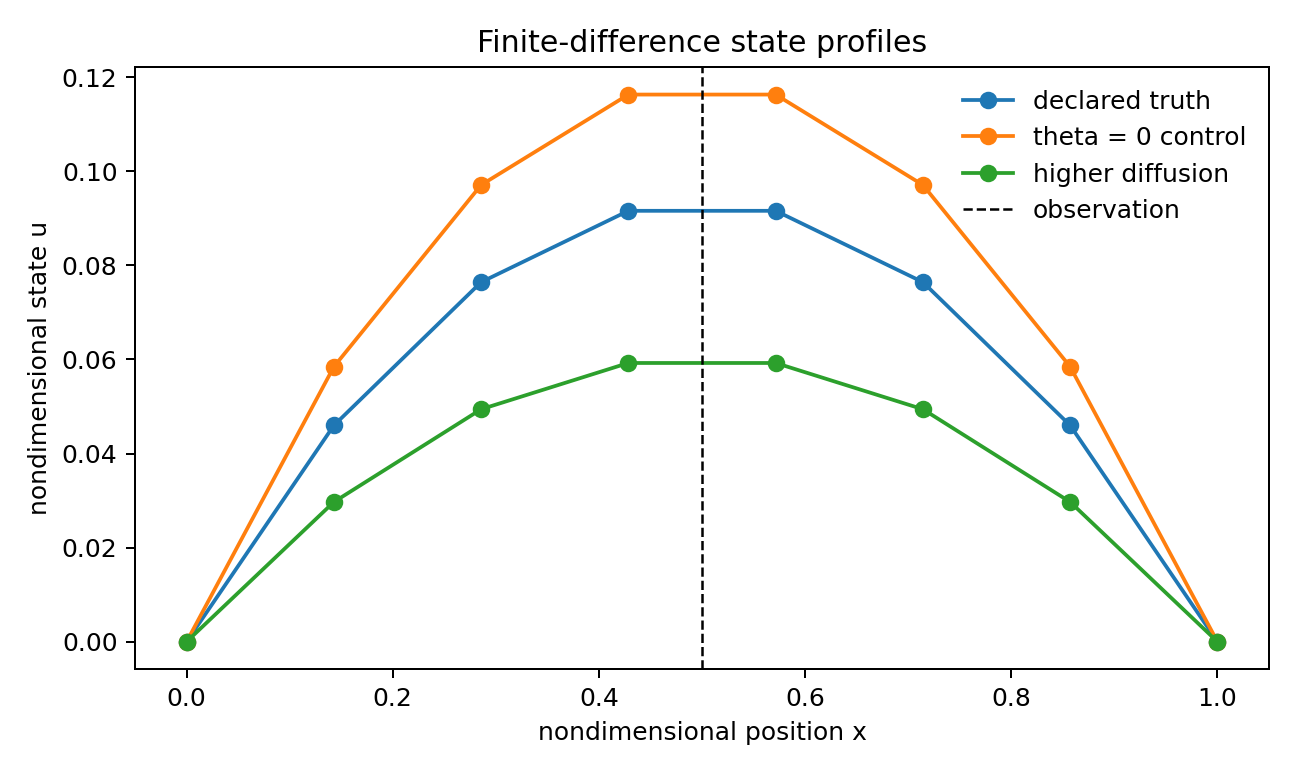 Finite-difference state profiles
0.12
0.10
0.08
0.06
0.04
0.02
0.00
nondimensional state u
declared truth
theta = 0 control
higher diffusion
observation
0.0 0.2 0.4 0.6 0.8 1.0
nondimensional position x